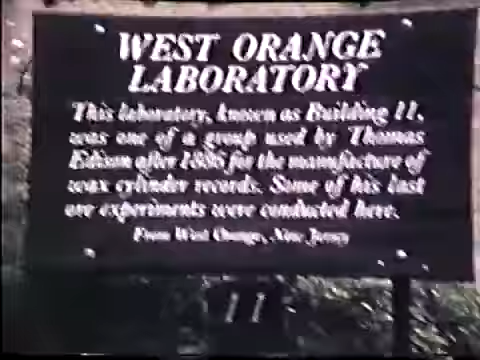 WEST ORANGE
LABORATORY
This laboratory, known as Building 11,
was one of a group used by Thomas
Edison after 1886 for the manufacture of
wax cylinder records. Some of his last
ore experiments were conducted here.
From West Orange, New Jersey
11